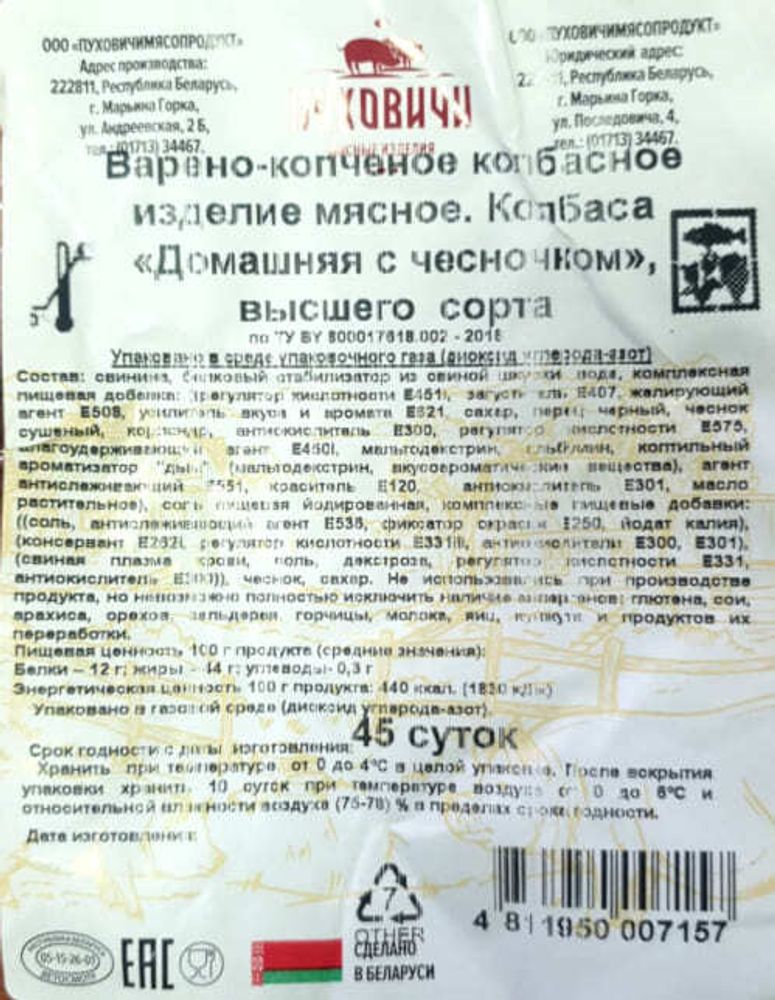 ООО «ПУХОВИЧИМЯСОПРОДУКТ»
Адрес производства:
222811, Республика Беларусь,
г. Марьина Горка,
ул. Андреевская, 2 Б,
тел.: (01713) 34467.
ПУХОВИЧИ
ООО «ПУХОВИЧИМЯСОПРОДУКТ»
Юридический адрес:
Республика Беларусь,
г. Марьина Горка,
ул. Последовича, 4,
тел.: (01713) 34467.
Варено-копченое колбасное
изделие мясное. Колбаса
«Домашняя с чесночком»,
высшего сорта
по ТУ BY 800017618.002 - 2018
Упаковано в среде упаковочного газа (диоксид углерода-азот)
Состав: свинина, белковый стабилизатор из свиной шкурки вода, комплексная
пищевая добавка: (регулятор кислотности Е451i, загуститель Е407, желирующий
агент Е508, усилитель вкуса и аромата Е621, сахар, перец черный, чеснок
сушеный, кориандр, антиокислитель Е300, регулятор кислотности Е575,
влагоудерживающий агент Е450i, мальтодекстрин, альбумин, коптильный
ароматизатор "дым" (мальтодекстрин, вкусоароматические вещества), агент
антислеживающий Е551, краситель Е120, антиокислитель Е301, масло
растительное), соль пищевая йодированная, комплексные пищевые добавки:
((соль, антислеживающий агент Е536, фиксатор окраски Е250, йодат калия),
(консервант Е262i, регулятор кислотности Е331iii, антиокислители Е300, Е301),
(свиная плазма крови, соль, декстроза, регулятор кислотности Е331,
антиокислитель Е300)), чеснок, сахар. Не использовались при производстве
продукта, но невозможно полностью исключить наличие аллергенов: глютена, сои,
арахиса, орехов, сельдерея, горчицы, молока, яиц, кунжута и продуктов их
переработки.
Пищевая ценность 100 г продукта (средние значения):
Белки – 12 г; жиры - 44 г; углеводы- 0,3 г
Энергетическая ценность 100 г продукта: 440 ккал. (1830 кДж)
Упаковано в газовой среде (диоксид углерода-азот).
Срок годности с даты изготовления: 45 суток
Хранить при температуре от 0 до 4°С в целой упаковке. После вскрытия
упаковки хранить 10 суток при температуре воздуха от 0 до 6°С и
относительной влажности воздуха (75-78) % в пределах срока годности.
Дата изготовления:
05-15-26-01
EAC
7
OTHER
СДЕЛАНО
В БЕЛАРУСИ
4 811950 007157